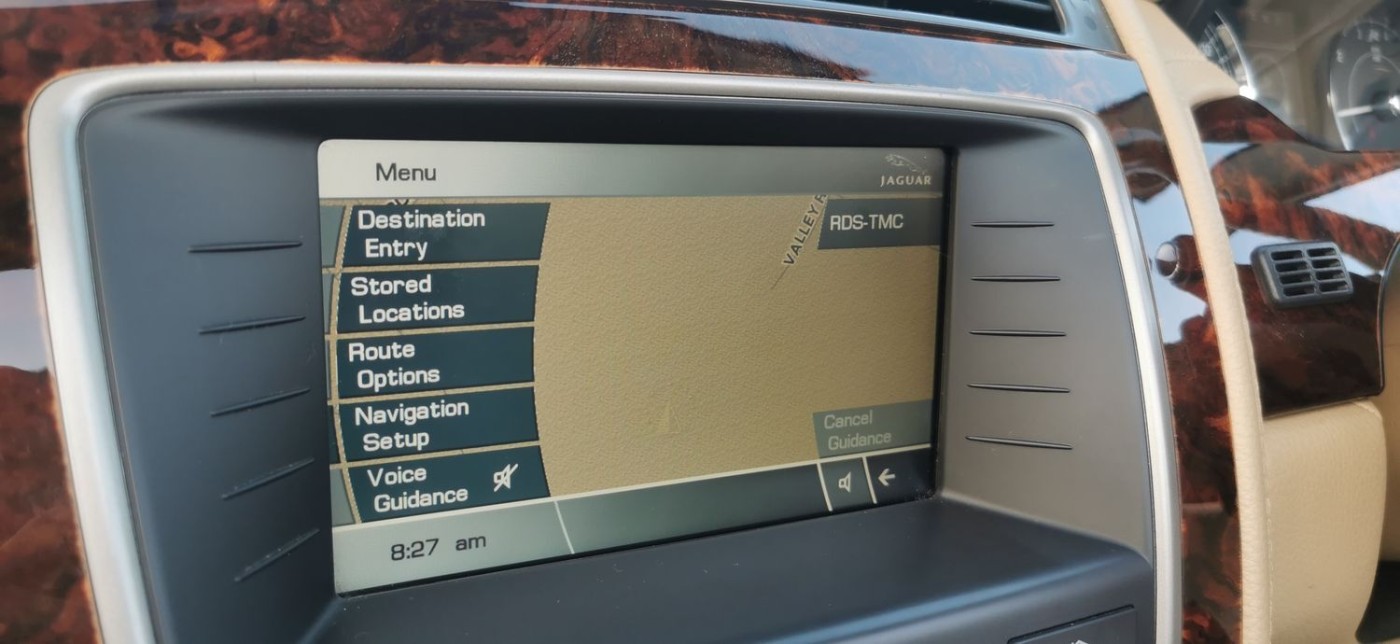 Menu
JAGUAR
Destination
Entry
VALLEY
RDS-TMC
Stored
Locations
Route
Options
Navigation
Setup
Cancel
Guidance
Voice
Guidance
8:27 am